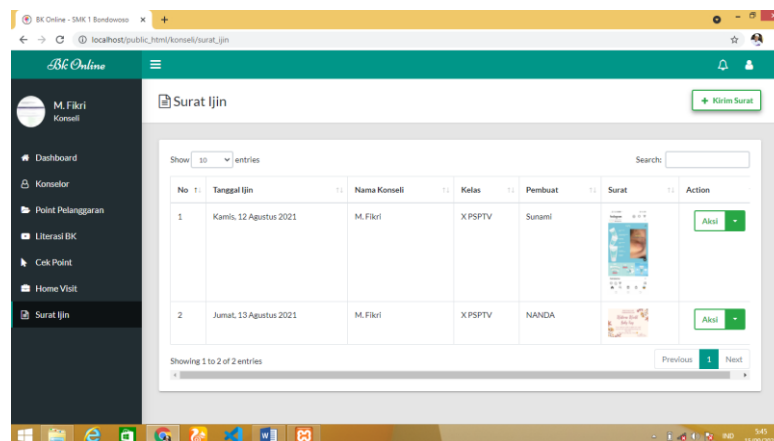 BK Online - SMK 1 Bondowoso
localhost/public_html/konseli/surat_ijin
Bk Online
M. Fikri
Konseli
Surat Ijin
+ Kirim Surat
Dashboard
Konselor
Point Pelanggaran
Literasi BK
Cek Point
Home Visit
Surat Ijin
Show 10 entries
Search:
No Tanggal Ijin Nama Konseli Kelas Pembuat Surat Action
1 Kamis, 12 Agustus 2021 M. Fikri X PSPTV Sunami Aksi
2 Jumat, 13 Agustus 2021 M. Fikri X PSPTV NANDA Aksi
Showing 1 to 2 of 2 entries
Previous 1 Next
IND 5:45